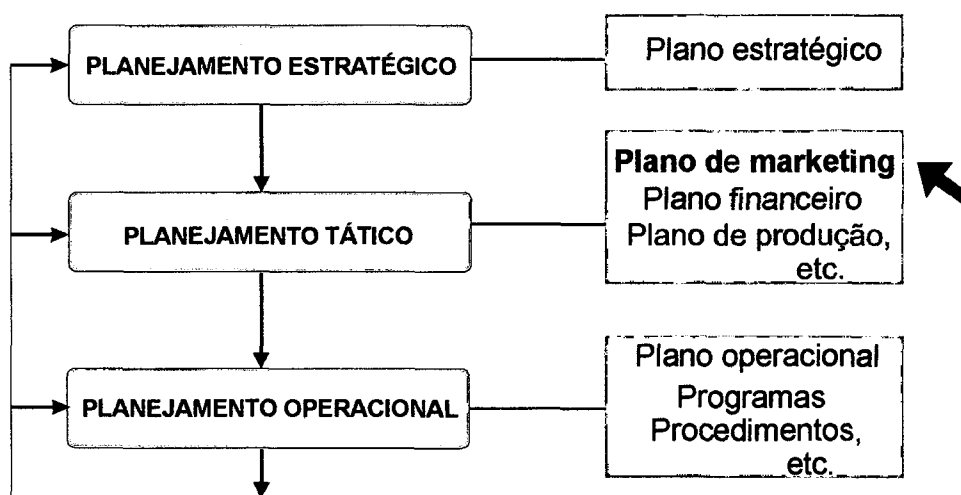 PLANEJAMENTO ESTRATÉGICO
Plano estratégico
PLANEJAMENTO TÁTICO
Plano de marketing
Plano financeiro
Plano de produção,
etc.
PLANEJAMENTO OPERACIONAL
Plano operacional
Programas
Procedimentos,
etc.